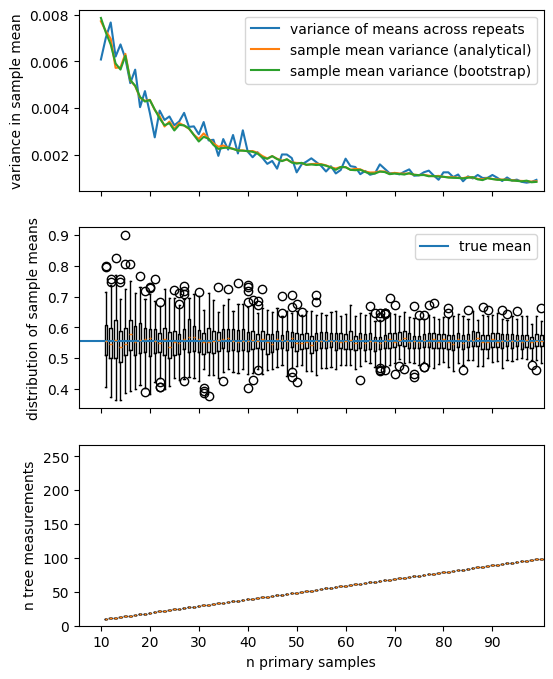 variance in sample mean
0.008
0.006
0.004
0.002
variance of means across repeats
sample mean variance (analytical)
sample mean variance (bootstrap)
distribution of sample means
0.9
0.8
0.7
0.6
0.5
0.4
true mean
n tree measurements
250
200
150
100
50
0
10 20 30 40 50 60 70 80 90
n primary samples